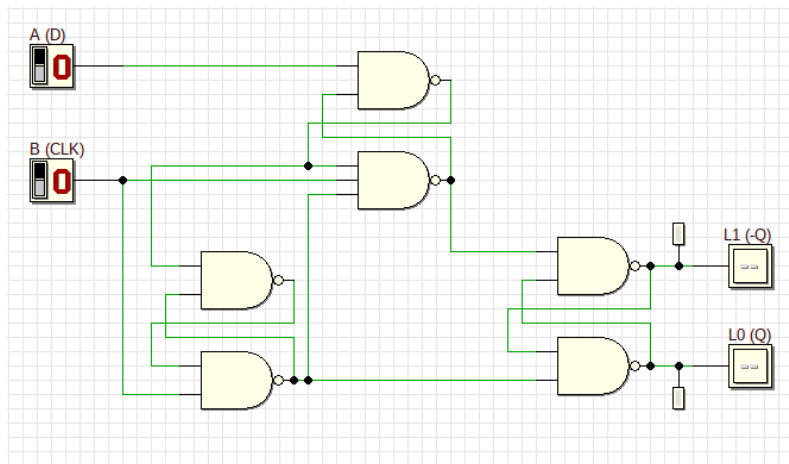 A (D)
0
B (CLK)
0
L1 (-Q)
--
L0 (Q)
--